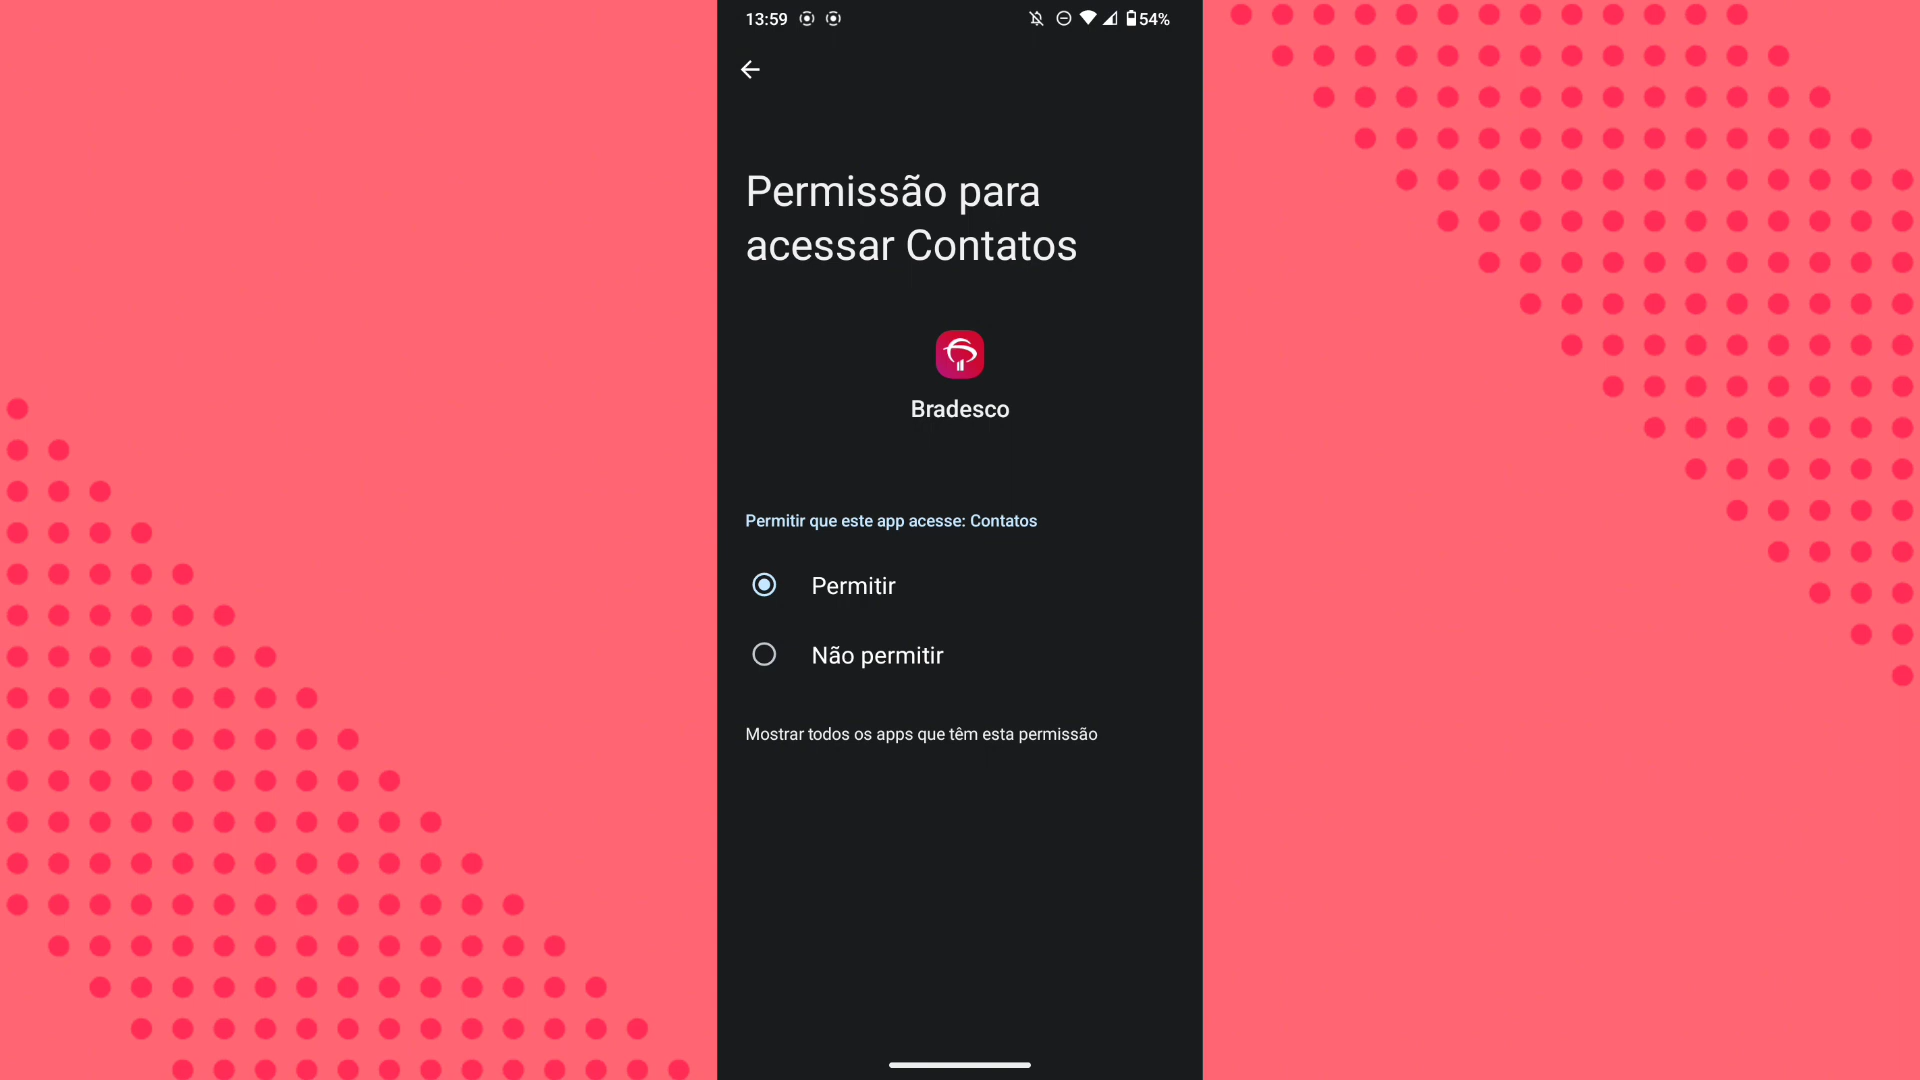 13:59 54%
Permissão para
acessar Contatos
Bradesco
Permitir que este app acesse: Contatos
Permitir
Não permitir
Mostrar todos os apps que têm esta permissão